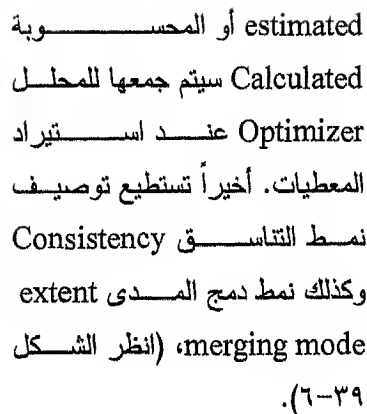 estimated أو المحسوبة
Calculated سيتم جمعها للمحلل
Optimizer عند استيراد
المعطيات. أخيراً تستطيع توصيف
نمط التناسق Consistency
وكذلك نمط دمج المدى extent
merging mode، (انظر الشكل
٣٩-٦).